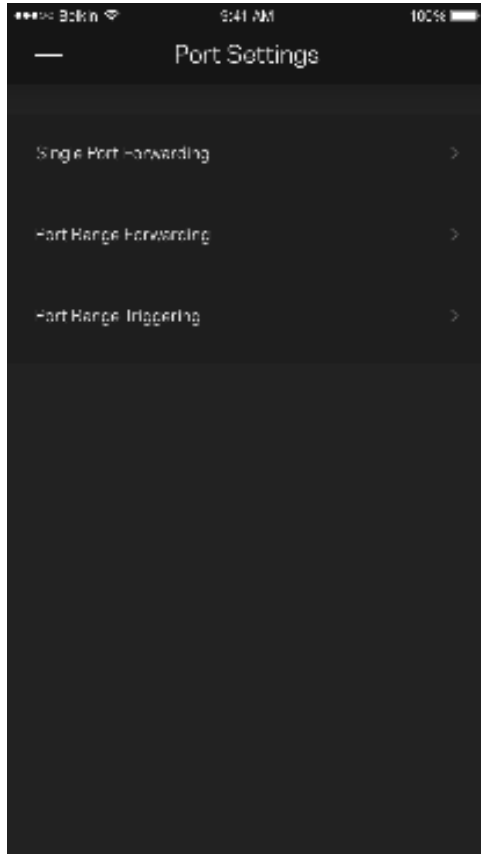 Belkin 9:41 AM 100%
Port Settings
Single Port Forwarding
Port Range Forwarding
Port Range Triggering